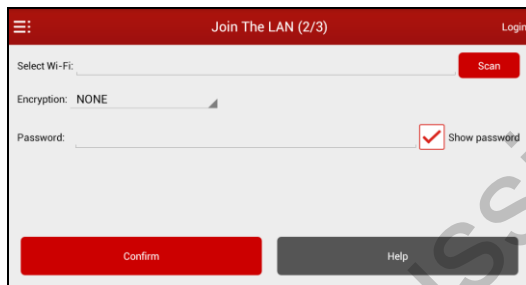 Join The LAN (2/3) Login
Select Wi-Fi: Scan
Encryption: NONE
Password: Show password
Confirm Help